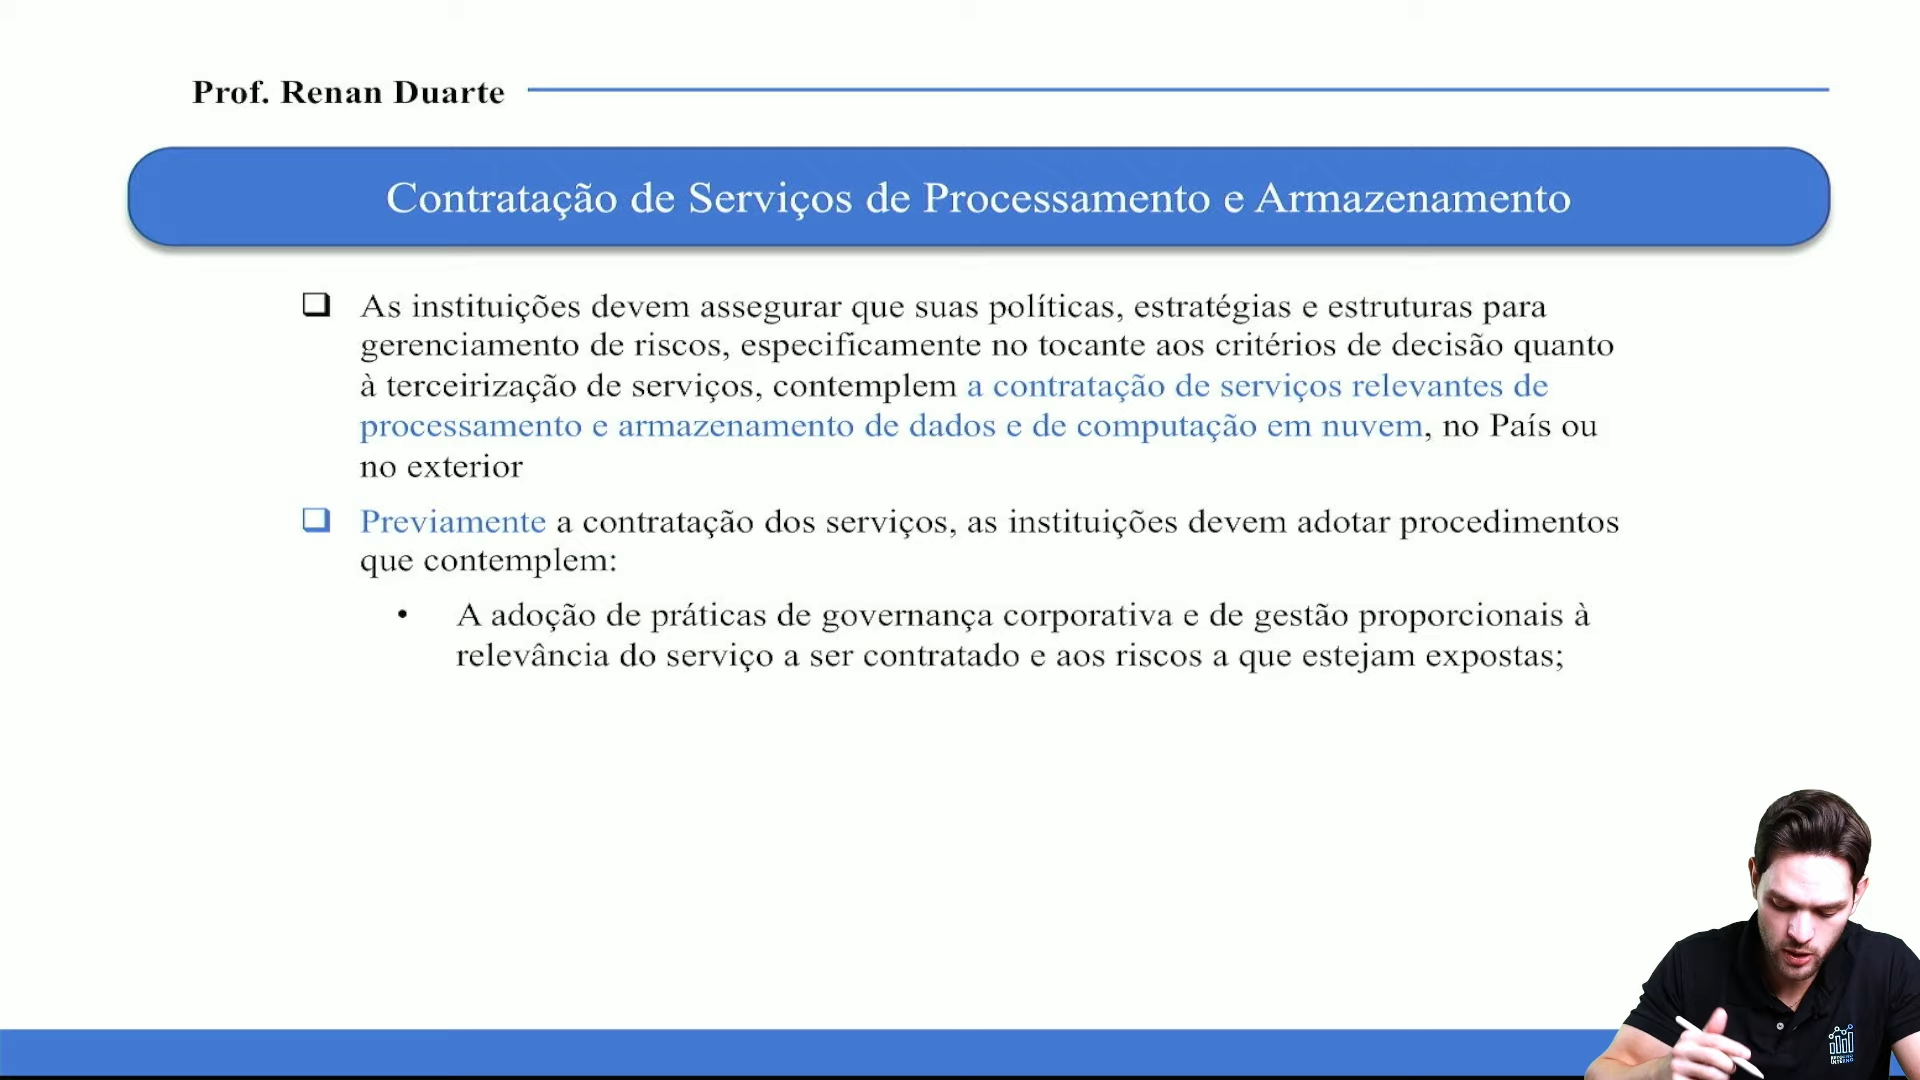 Prof. Renan Duarte
Contratação de Serviços de Processamento e Armazenamento
As instituições devem assegurar que suas políticas, estratégias e estruturas para
gerenciamento de riscos, especificamente no tocante aos critérios de decisão quanto
à terceirização de serviços, contemplem a contratação de serviços relevantes de
processamento e armazenamento de dados e de computação em nuvem, no País ou
no exterior
Previamente a contratação dos serviços, as instituições devem adotar procedimentos
que contemplem:
• A adoção de práticas de governança corporativa e de gestão proporcionais à
relevância do serviço a ser contratado e aos riscos a que estejam expostas;